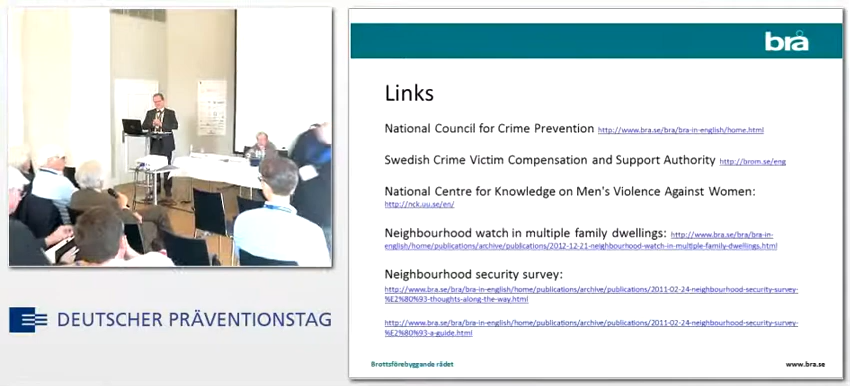 DEUTSCHER PRÄVENTIONSTAG
brå
Links
National Council for Crime Prevention http://www.bra.se/bra/bra-in-english/home.html
Swedish Crime Victim Compensation and Support Authority http://brom.se/eng
National Centre for Knowledge on Men's Violence Against Women:
http://nck.uu.se/en/
Neighbourhood watch in multiple family dwellings: http://www.bra.se/bra/bra-in-
english/home/publications/archive/publications/2012-12-21-neighbourhood-watch-in-multiple-family-dwellings.html
Neighbourhood security survey:
http://www.bra.se/bra/bra-in-english/home/publications/archive/publications/2011-02-24-neighbourhood-security-survey-
%E2%80%93-thoughts-along-the-way.html
http://www.bra.se/bra/bra-in-english/home/publications/archive/publications/2011-02-24-neighbourhood-security-survey-
%E2%80%93-a-guide.html
Brottsförebyggande rådet
www.bra.se